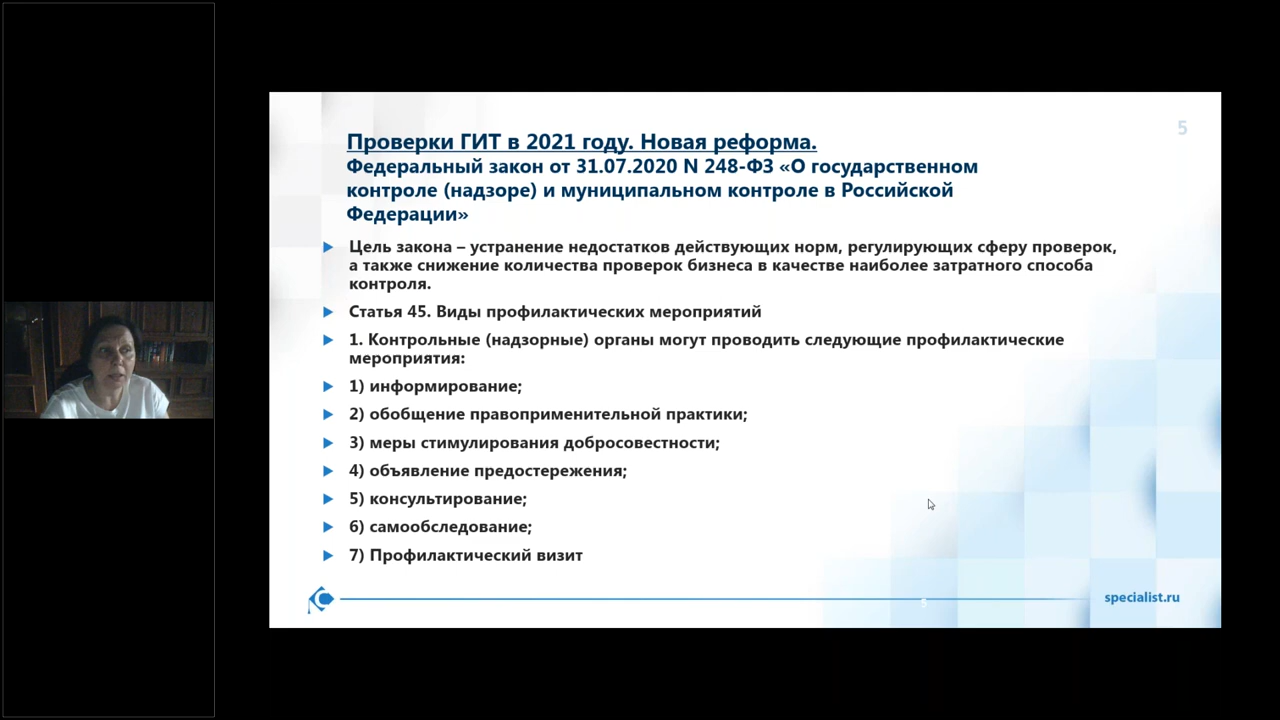 5
Проверки ГИТ в 2021 году. Новая реформа.
Федеральный закон от 31.07.2020 N 248-ФЗ «О государственном
контроле (надзоре) и муниципальном контроле в Российской
Федерации»
Цель закона – устранение недостатков действующих норм, регулирующих сферу проверок,
а также снижение количества проверок бизнеса в качестве наиболее затратного способа
контроля.
Статья 45. Виды профилактических мероприятий
1. Контрольные (надзорные) органы могут проводить следующие профилактические
мероприятия:
1) информирование;
2) обобщение правоприменительной практики;
3) меры стимулирования добросовестности;
4) объявление предостережения;
5) консультирование;
6) самообследование;
7) Профилактический визит
specialist.ru